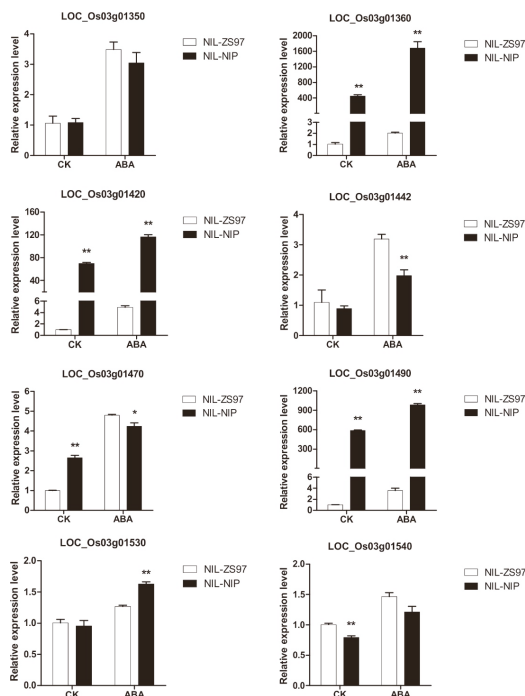 LOC_Os03g01350
Relative expression level
4
3
2
1
0
CK
ABA
NIL-ZS97
NIL-NIP
LOC_Os03g01360
Relative expression level
2000
1600
1200
800
400
3
2
1
0
**
**
CK
ABA
NIL-ZS97
NIL-NIP
LOC_Os03g01420
Relative expression level
160
120
80
40
6
4
2
0
**
**
CK
ABA
NIL-ZS97
NIL-NIP
LOC_Os03g01442
Relative expression level
4
3
2
1
0
**
CK
ABA
NIL-ZS97
NIL-NIP
LOC_Os03g01470
Relative expression level
6
5
4
3
2
1
0
**
*
CK
ABA
NIL-ZS97
NIL-NIP
LOC_Os03g01490
Relative expression level
1200
900
600
300
6
4
2
0
**
**
CK
ABA
NIL-ZS97
NIL-NIP
LOC_Os03g01530
Relative expression level
2.0
1.5
1.0
0.5
0.0
**
CK
ABA
NIL-ZS97
NIL-NIP
LOC_Os03g01540
Relative expression level
2.0
1.5
1.0
0.5
0.0
**
CK
ABA
NIL-ZS97
NIL-NIP